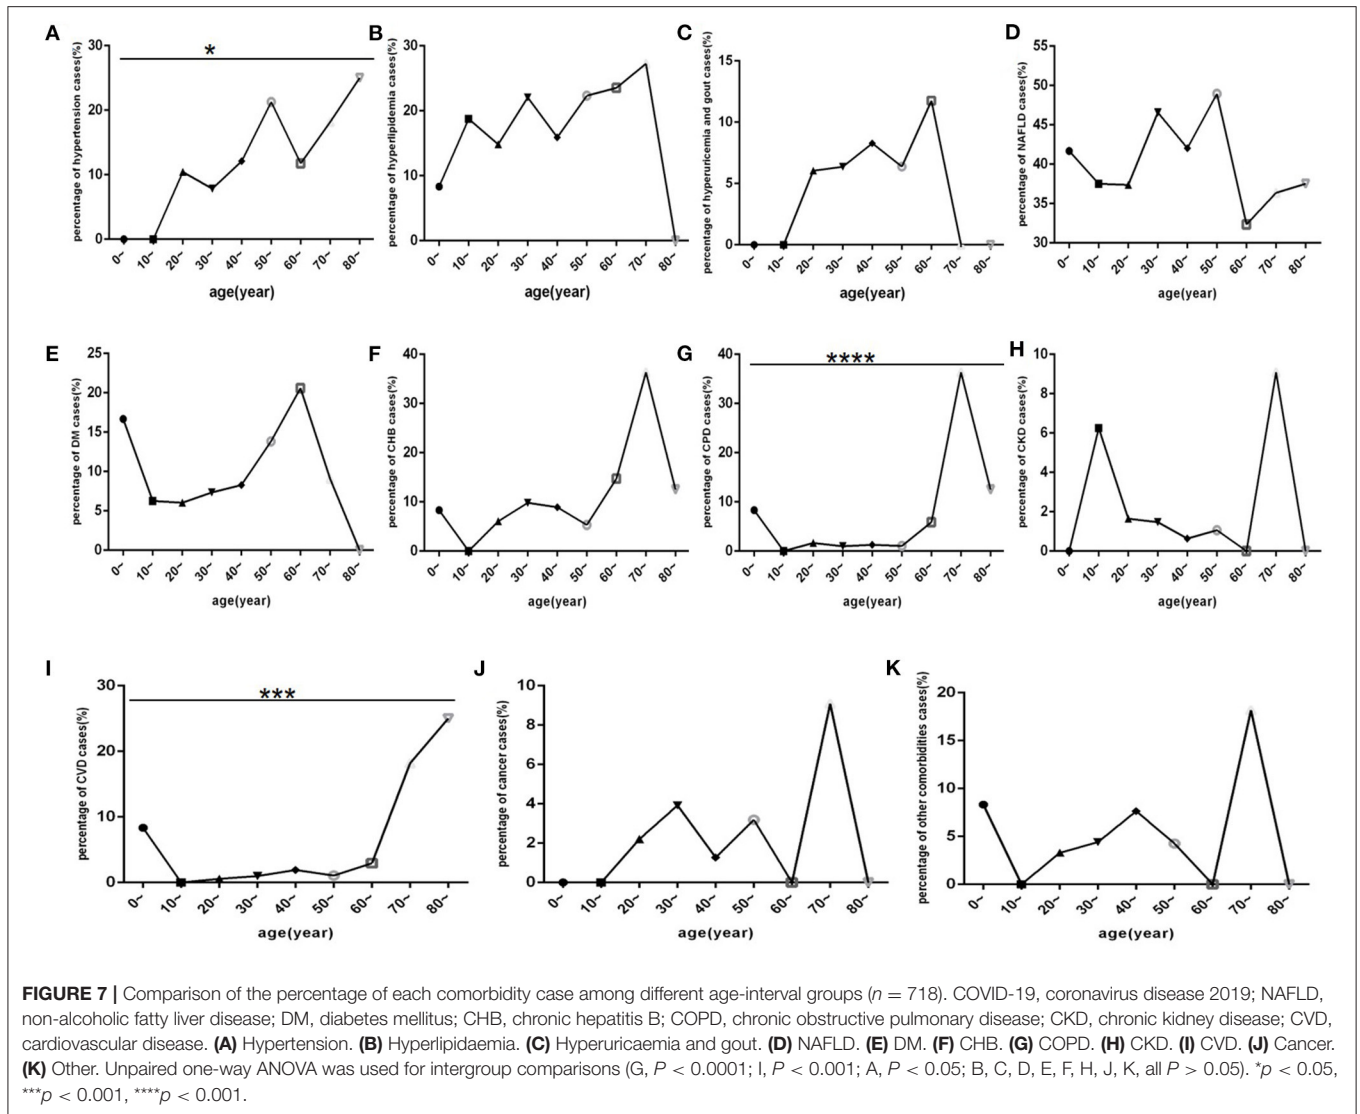 A
*
percentage of hypertension cases(%)
30
20
10
0
0~ 10~ 20~ 30~ 40~ 50~ 60~ 70~ 80~
age(year)
B
percentage of hyperlipidemia cases(%)
30
20
10
0
0~ 10~ 20~ 30~ 40~ 50~ 60~ 70~ 80~
age(year)
C
percentage of hyperuricemia and gout cases(%)
15
10
5
0
0~ 10~ 20~ 30~ 40~ 50~ 60~ 70~ 80~
age(year)
D
percentage of NAFLD cases(%)
55
50
45
40
35
30
0~ 10~ 20~ 30~ 40~ 50~ 60~ 70~ 80~
age(year)
E
percentage of DM cases(%)
25
20
15
10
5
0
0~ 10~ 20~ 30~ 40~ 50~ 60~ 70~ 80~
age(year)
F
percentage of CHB cases(%)
40
30
20
10
0
0~ 10~ 20~ 30~ 40~ 50~ 60~ 70~ 80~
age(year)
G
****
percentage of CPD cases(%)
40
30
20
10
0
0~ 10~ 20~ 30~ 40~ 50~ 60~ 70~ 80~
age(year)
H
percentage of CKD cases(%)
10
8
6
4
2
0
0~ 10~ 20~ 30~ 40~ 50~ 60~ 70~ 80~
age(year)
I
***
percentage of CVD cases(%)
30
20
10
0
0~ 10~ 20~ 30~ 40~ 50~ 60~ 70~ 80~
age(year)
J
percentage of cancer cases(%)
10
8
6
4
2
0
0~ 10~ 20~ 30~ 40~ 50~ 60~ 70~ 80~
age(year)
K
percentage of other comorbidities cases(%)
20
15
10
5
0
0~ 10~ 20~ 30~ 40~ 50~ 60~ 70~ 80~
age(year)
FIGURE 7 | Comparison of the percentage of each comorbidity case among different age-interval groups (n = 718). COVID-19, coronavirus disease 2019; NAFLD,
non-alcoholic fatty liver disease; DM, diabetes mellitus; CHB, chronic hepatitis B; COPD, chronic obstructive pulmonary disease; CKD, chronic kidney disease; CVD,
cardiovascular disease. (A) Hypertension. (B) Hyperlipidaemia. (C) Hyperuricaemia and gout. (D) NAFLD. (E) DM. (F) CHB. (G) COPD. (H) CKD. (I) CVD. (J) Cancer.
(K) Other. Unpaired one-way ANOVA was used for intergroup comparisons (G, P < 0.0001; I, P < 0.001; A, P < 0.05; B, C, D, E, F, H, J, K, all P > 0.05). *p < 0.05,
***p < 0.001, ****p < 0.001.